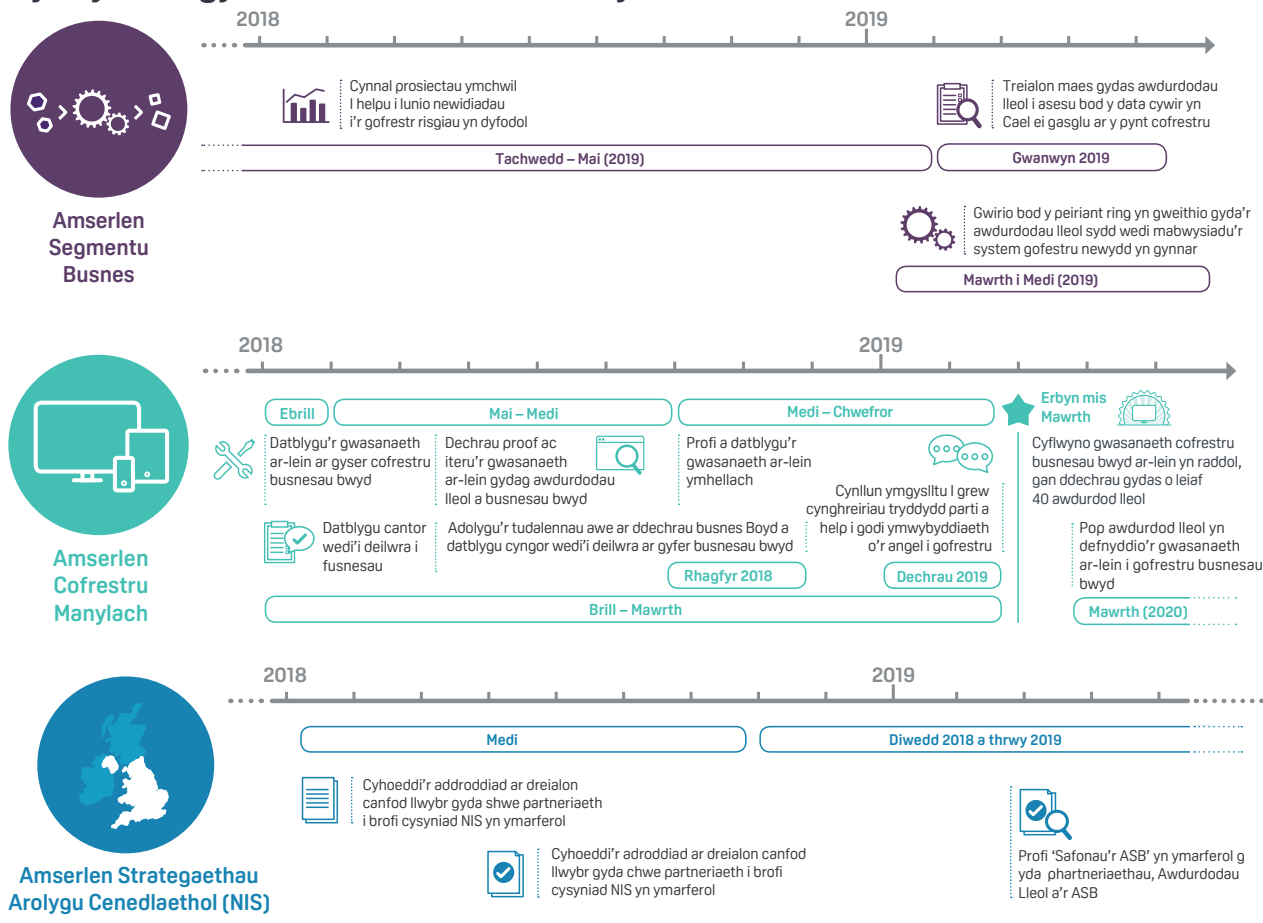 2018
2019
Cynnal prosiectau ymchwil
I helpu i lunio newidiadau
i'r gofrestr risgiau yn dyfodol
Treialon maes gydas awdurdodau
lleol i asesu bod y data cywir yn
Cael ei gasglu ar y pynt cofrestru
Tachwedd – Mai (2019)
Gwanwyn 2019
Amserlen
Segmentu
Busnes
Gwirio bod y peiriant ring yn gweithio gyda'r
awdurdodau lleol sydd wedi mabwysiadu'r
system gofestru newydd yn gynnar
Mawrth i Medi (2019)
2018
2019
Ebrill
Mai – Medi
Medi – Chwefror
Erbyn mis
Mawrth
Datblygu'r gwasanaeth
ar-lein ar gyser cofrestru
busnesau bwyd
Dechrau proof ac
iteru'r gwasanaeth
ar-lein gydag awdurdodau
lleol a busnesau bwyd
Profi a datblygu'r
gwasanaeth ar-lein
ymhellach
Cynllun ymgyslltu I grew
cynghreiriau tryddydd parti a
help i godi ymwybyddiaeth
o'r angel i gofestru
Cyflwyno gwasanaeth cofrestru
busnesau bwyd ar-lein yn raddol,
gan ddechrau gydas o leiaf
40 awdurdod lleol
Datblygu cantor
wedi'i deilwra i
fusnesau
Adolygu'r tudalennau awe ar ddechrau busnes Boyd a
datblygu cyngor wedi'i deilwra ar gyfer busnesau bwyd
Pop awdurdod lleol yn
defnyddio'r gwasanaeth
ar-lein i gofestru busnesau
bwyd
Rhagfyr 2018
Dechrau 2019
Brill – Mawrth
Mawrth (2020)
Amserlen
Cofrestru
Manylach
2018
2019
Medi
Diwedd 2018 a thrwy 2019
Cyhoeddi'r addroddiad ar dreialon
canfod llwybr gyda shwe partneriaeth
i brofi cysyniad NIS yn ymarferol
Cyhoeddi'r adroddiad ar dreialon canfod
llwybr gyda chwe partneriaeth i brofi
cysyniad NIS yn ymarferol
Profi 'Safonau'r ASB' yn ymarferol g
yda phartneriaethau, Awdurdodau
Lleol a'r ASB
Amserlen Strategaethau
Arolygu Cenedlaethol (NIS)